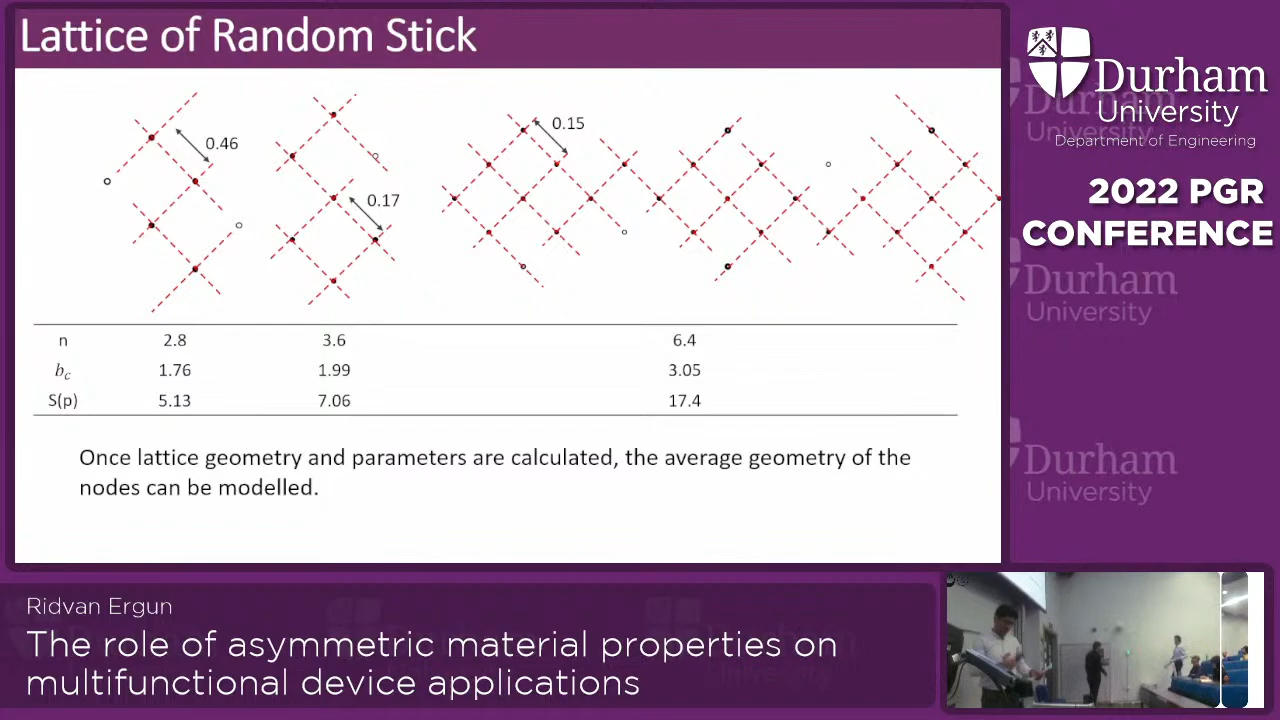 Lattice of Random Stick
0.46
0.17
0.15
n 2.8 3.6 6.4
b_c 1.76 1.99 3.05
S(p) 5.13 7.06 17.4
Once lattice geometry and parameters are calculated, the average geometry of the
nodes can be modelled.
Durham
University
Department of Engineering
2022 PGR
CONFERENCE
Durham
University
Durham
University
Ridvan Ergun
The role of asymmetric material properties on
multifunctional device applications